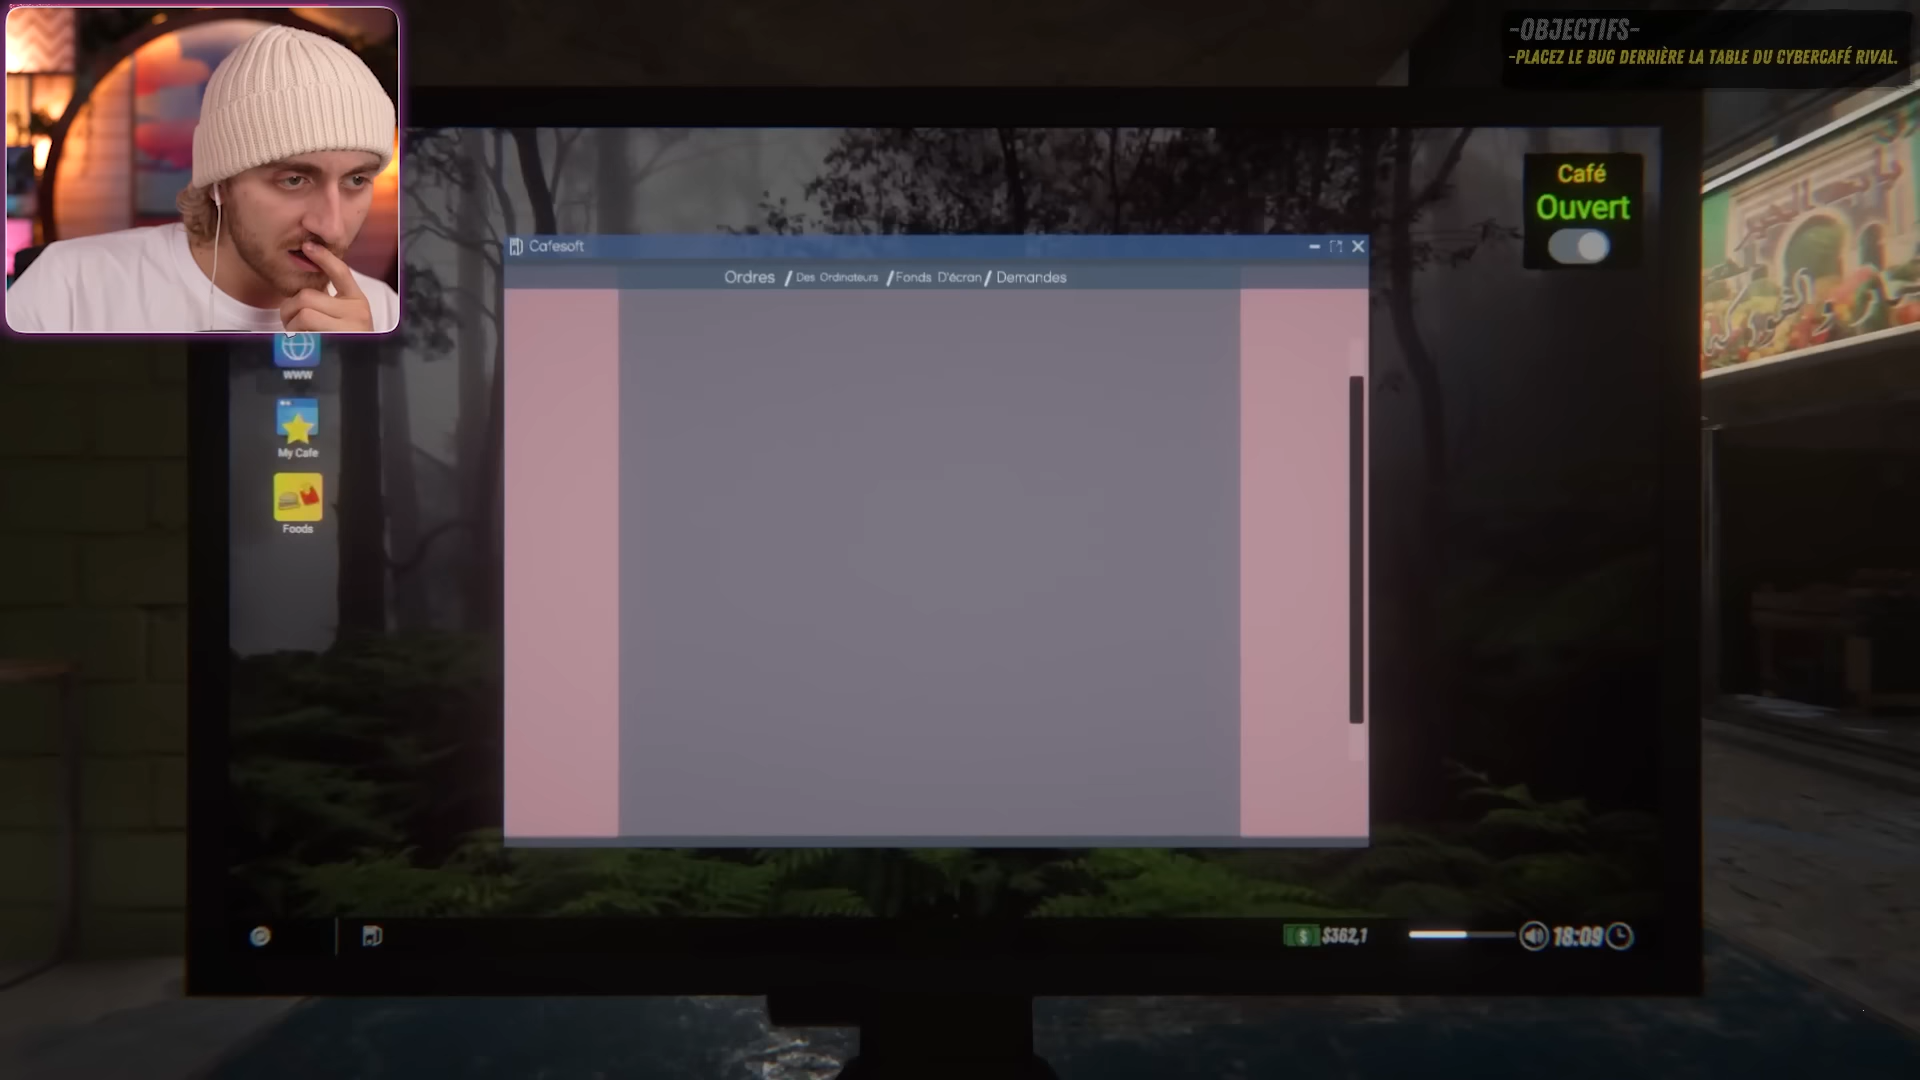 -OBJECTIFS-
-PLACEZ LE BUG DERRIÈRE LA TABLE DU CYBERCAFÉ RIVAL.
Café
Ouvert
Cafesoft
Ordres / Des Ordinateurs / Fonds D'écran / Demandes
WWW
My Cafe
Foods
$362,1
18:09